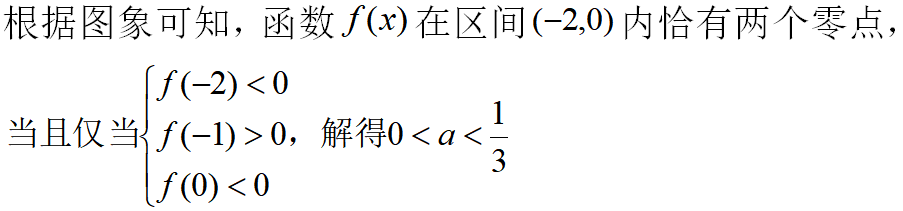 根据图象可知，函数 f(x) 在区间(−2,0) 内恰有两个零点，
当且仅当{f(−2)<0
f(−1)>0，解得0<a<1/3
f(0)<0